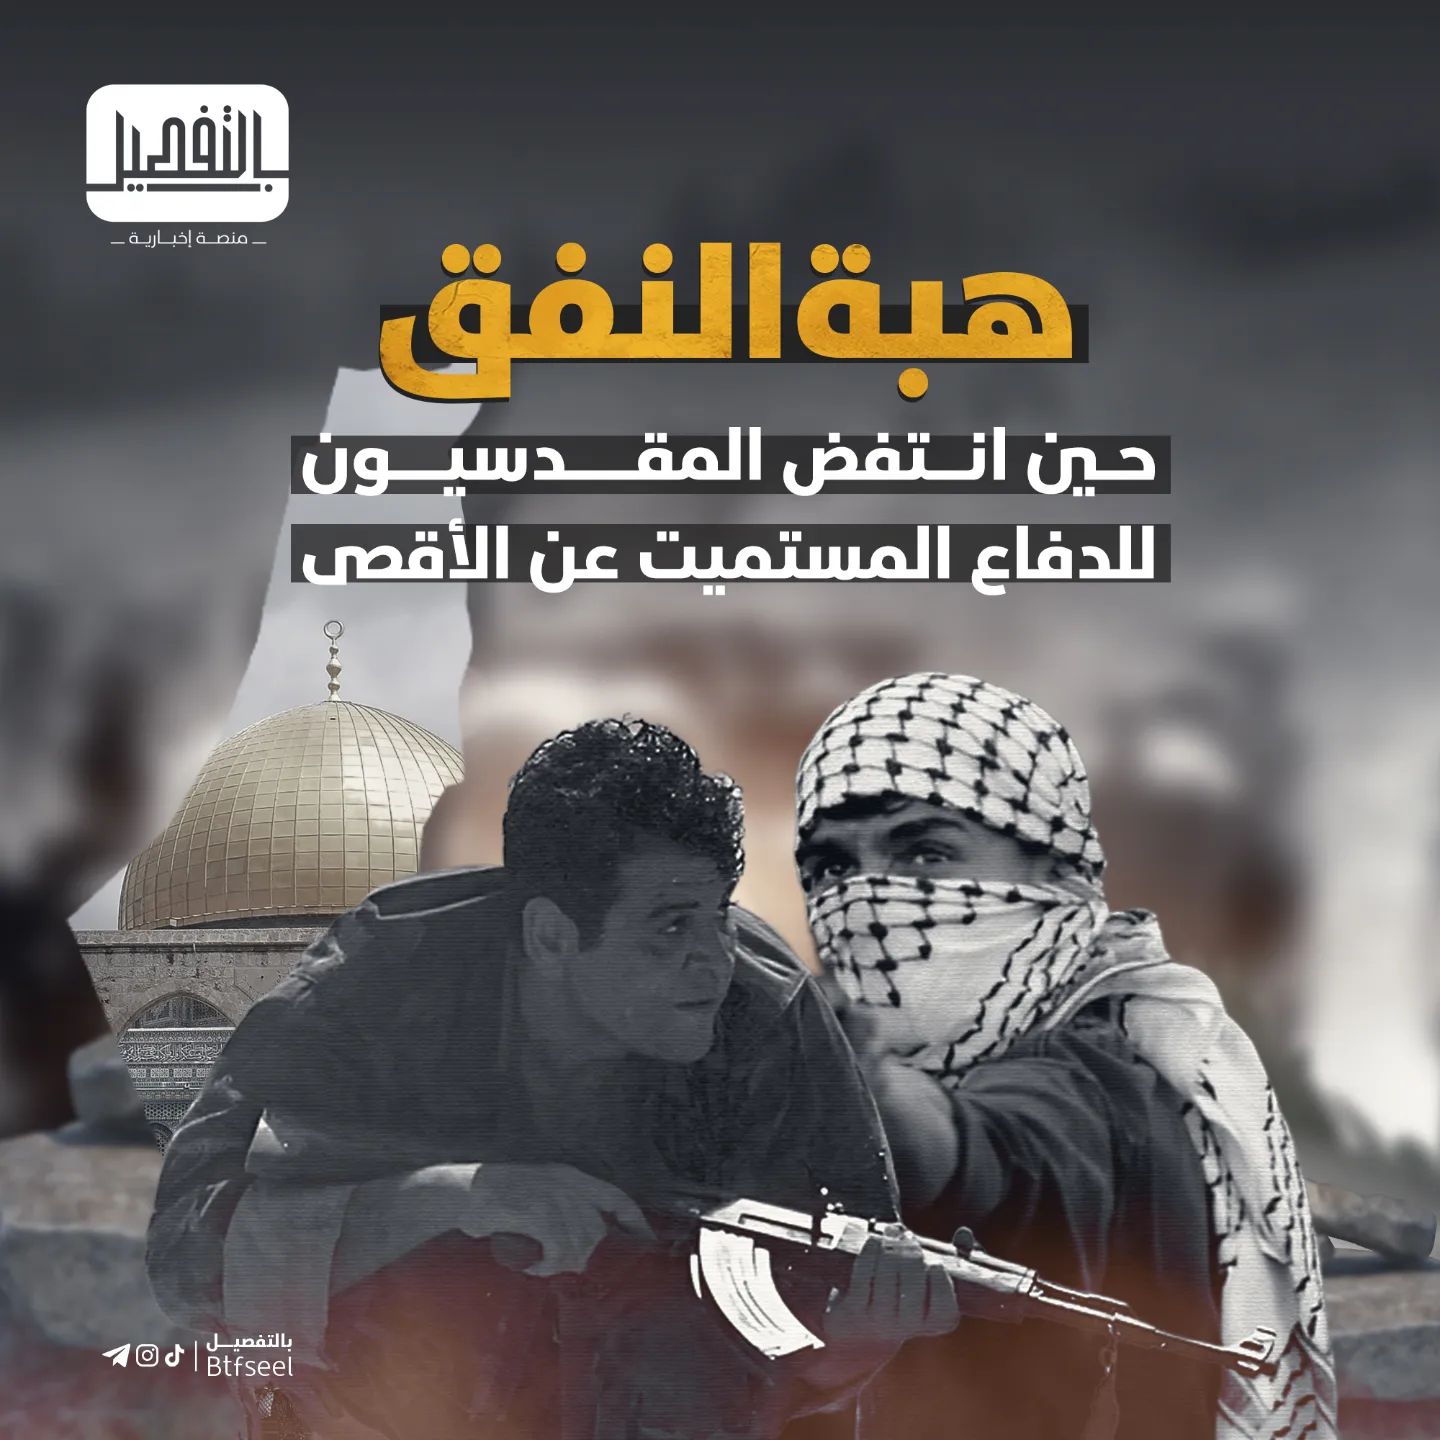 بالتفصيل
منصة إخبارية
هبة النفق
حين انتفض المقدسيون
للدفاع المستميت عن الأقصى
بالتفصيل
Btfseel